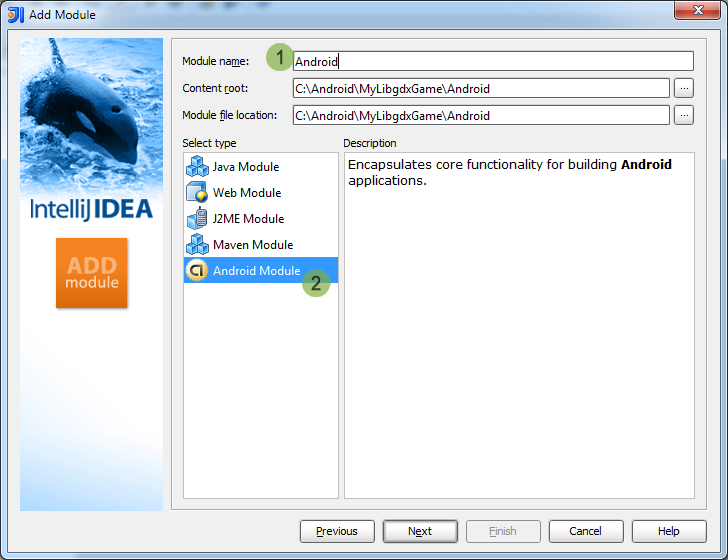 Add Module
Module name:
1
Android
Content root:
C:\Android\MyLibgdxGame\Android
...
Module file location:
C:\Android\MyLibgdxGame\Android
...
IntelliJ IDEA
ADD
module
Select type
Java Module
Web Module
J2ME Module
Maven Module
Android Module
2
Description
Encapsulates core functionality for building Android
applications.
Previous
Next
Finish
Cancel
Help